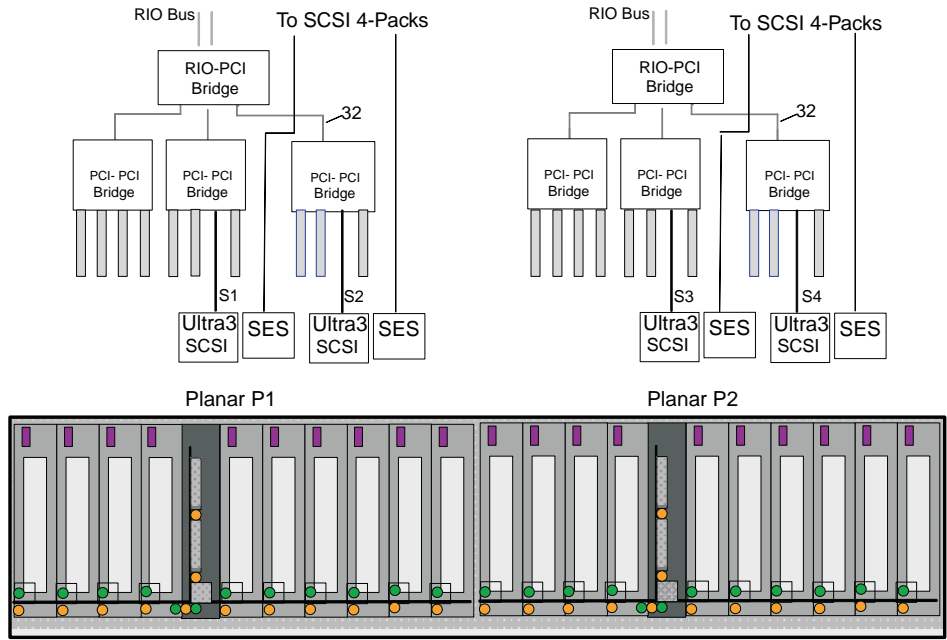 RIO Bus
To SCSI 4-Packs
RIO-PCI
Bridge
32
PCI- PCI
Bridge
PCI- PCI
Bridge
PCI- PCI
Bridge
S1
S2
Ultra3
SCSI
SES
Ultra3
SCSI
SES
Planar P1
RIO Bus
To SCSI 4-Packs
RIO-PCI
Bridge
32
PCI- PCI
Bridge
PCI- PCI
Bridge
PCI- PCI
Bridge
S3
S4
Ultra3
SCSI
SES
Ultra3
SCSI
SES
Planar P2